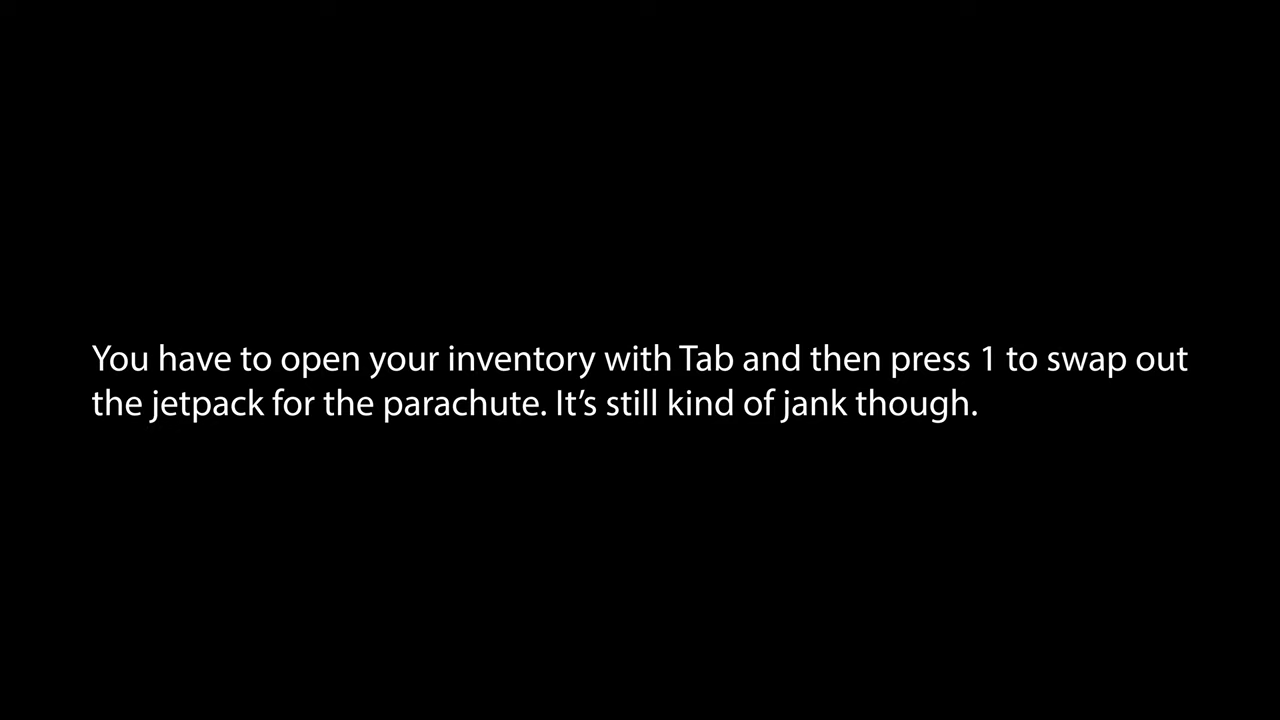 You have to open your inventory with Tab and then press 1 to swap out
the jetpack for the parachute. It’s still kind of jank though.